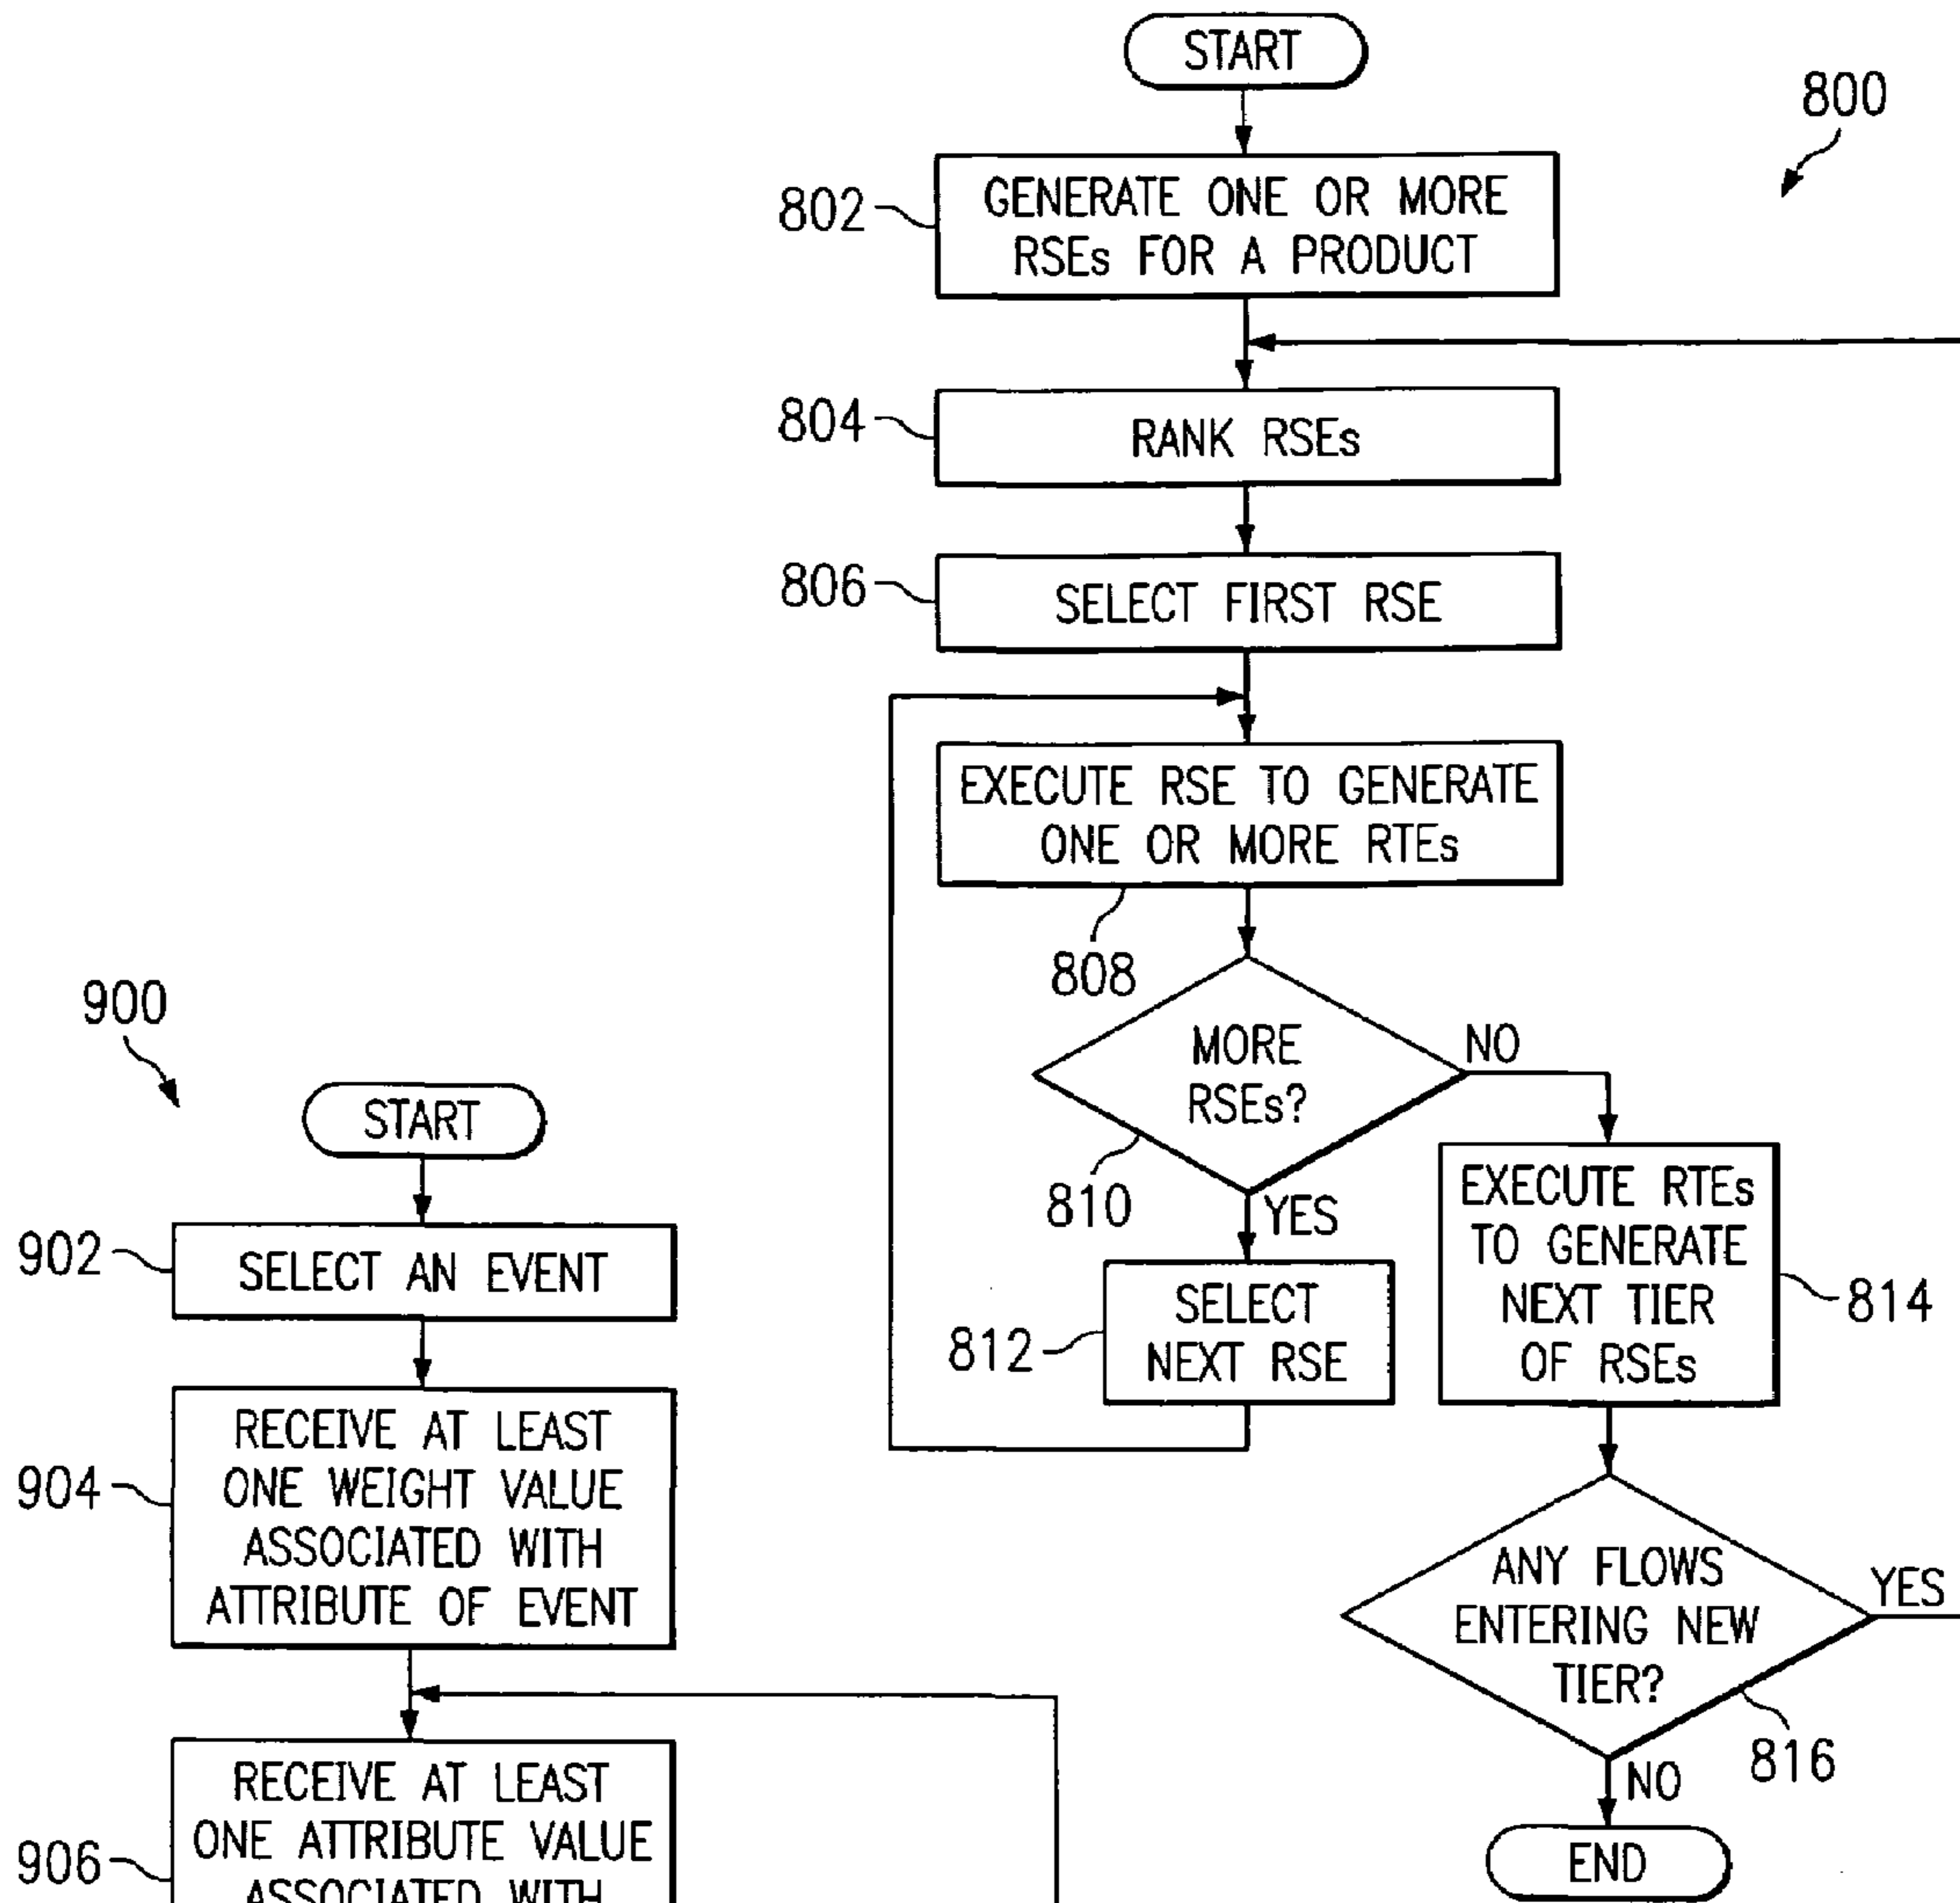 START
800
802
GENERATE ONE OR MORE
RSEs FOR A PRODUCT
804
RANK RSEs
806
SELECT FIRST RSE
EXECUTE RSE TO GENERATE
ONE OR MORE RTEs
808
MORE
RSEs?
NO
810
YES
812
SELECT
NEXT RSE
EXECUTE RTEs
TO GENERATE
NEXT TIER
OF RSEs
814
ANY FLOWS
ENTERING NEW
TIER?
YES
816
NO
END
900
START
902
SELECT AN EVENT
904
RECEIVE AT LEAST
ONE WEIGHT VALUE
ASSOCIATED WITH
ATTRIBUTE OF EVENT
906
RECEIVE AT LEAST
ONE ATTRIBUTE VALUE
ASSOCIATED WITH